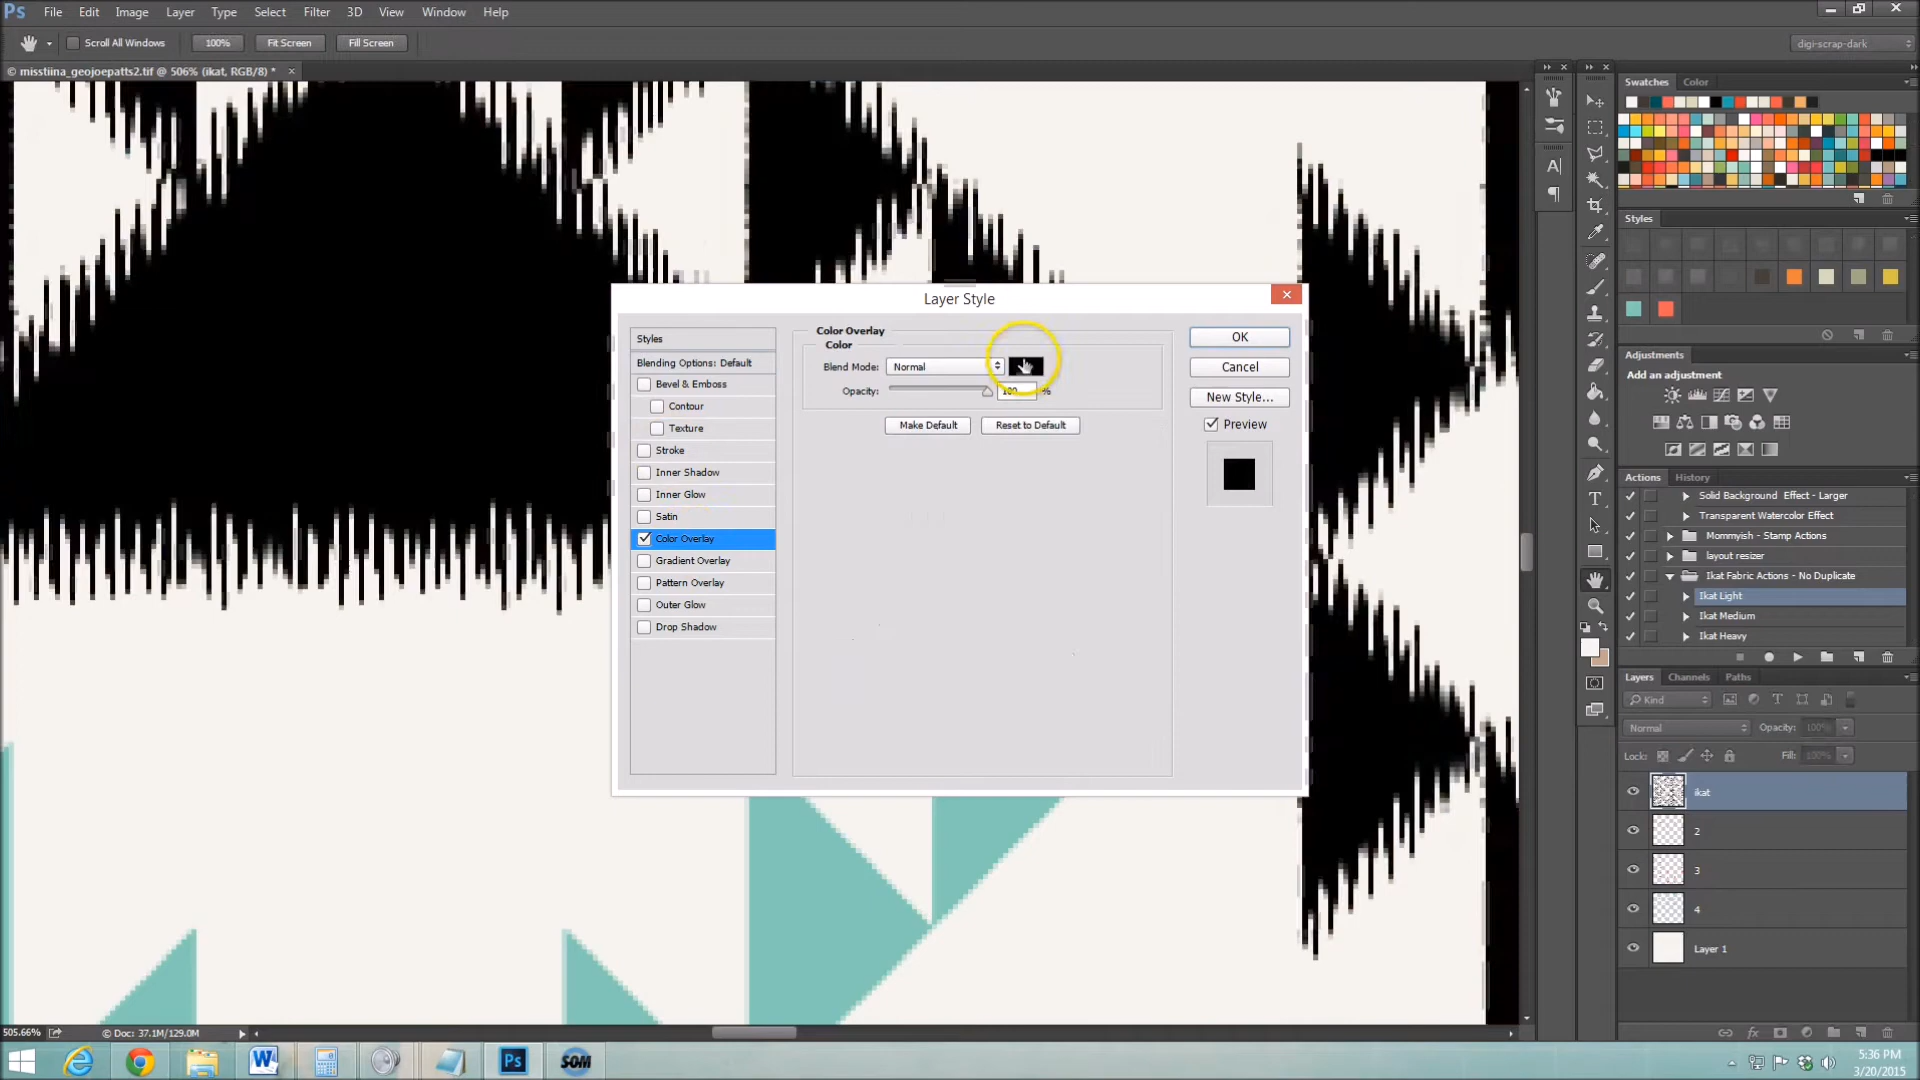 Ps File Edit Image Layer Type Select Filter 3D View Window Help
Scroll All Windows 100% Fit Screen Fill Screen digi-scrap-dark
© misstiina_geojoepatts2.tif @ 506% (ikat, RGB/8) * ×
Swatches Color
Styles
Adjustments
Add an adjustment
Actions History
Solid Background Effect - Larger
Transparent Watercolor Effect
Mommyish - Stamp Actions
layout resizer
Ikat Fabric Actions - No Duplicate
Ikat Light
Ikat Medium
Ikat Heavy
Layers Channels Paths
Kind
Normal Opacity: 100%
Lock: Fill: 100%
ikat
2
3
4
Layer 1
Layer Style
Styles
Blending Options: Default
Bevel & Emboss
Contour
Texture
Stroke
Inner Shadow
Inner Glow
Satin
Color Overlay
Gradient Overlay
Pattern Overlay
Outer Glow
Drop Shadow
Color Overlay
Color
Blend Mode: Normal
Opacity: 100 %
Make Default Reset to Default
OK
Cancel
New Style...
Preview
505.66% © Doc: 37.1M/129.0M
W Ps SOM
5:36 PM
3/20/2015